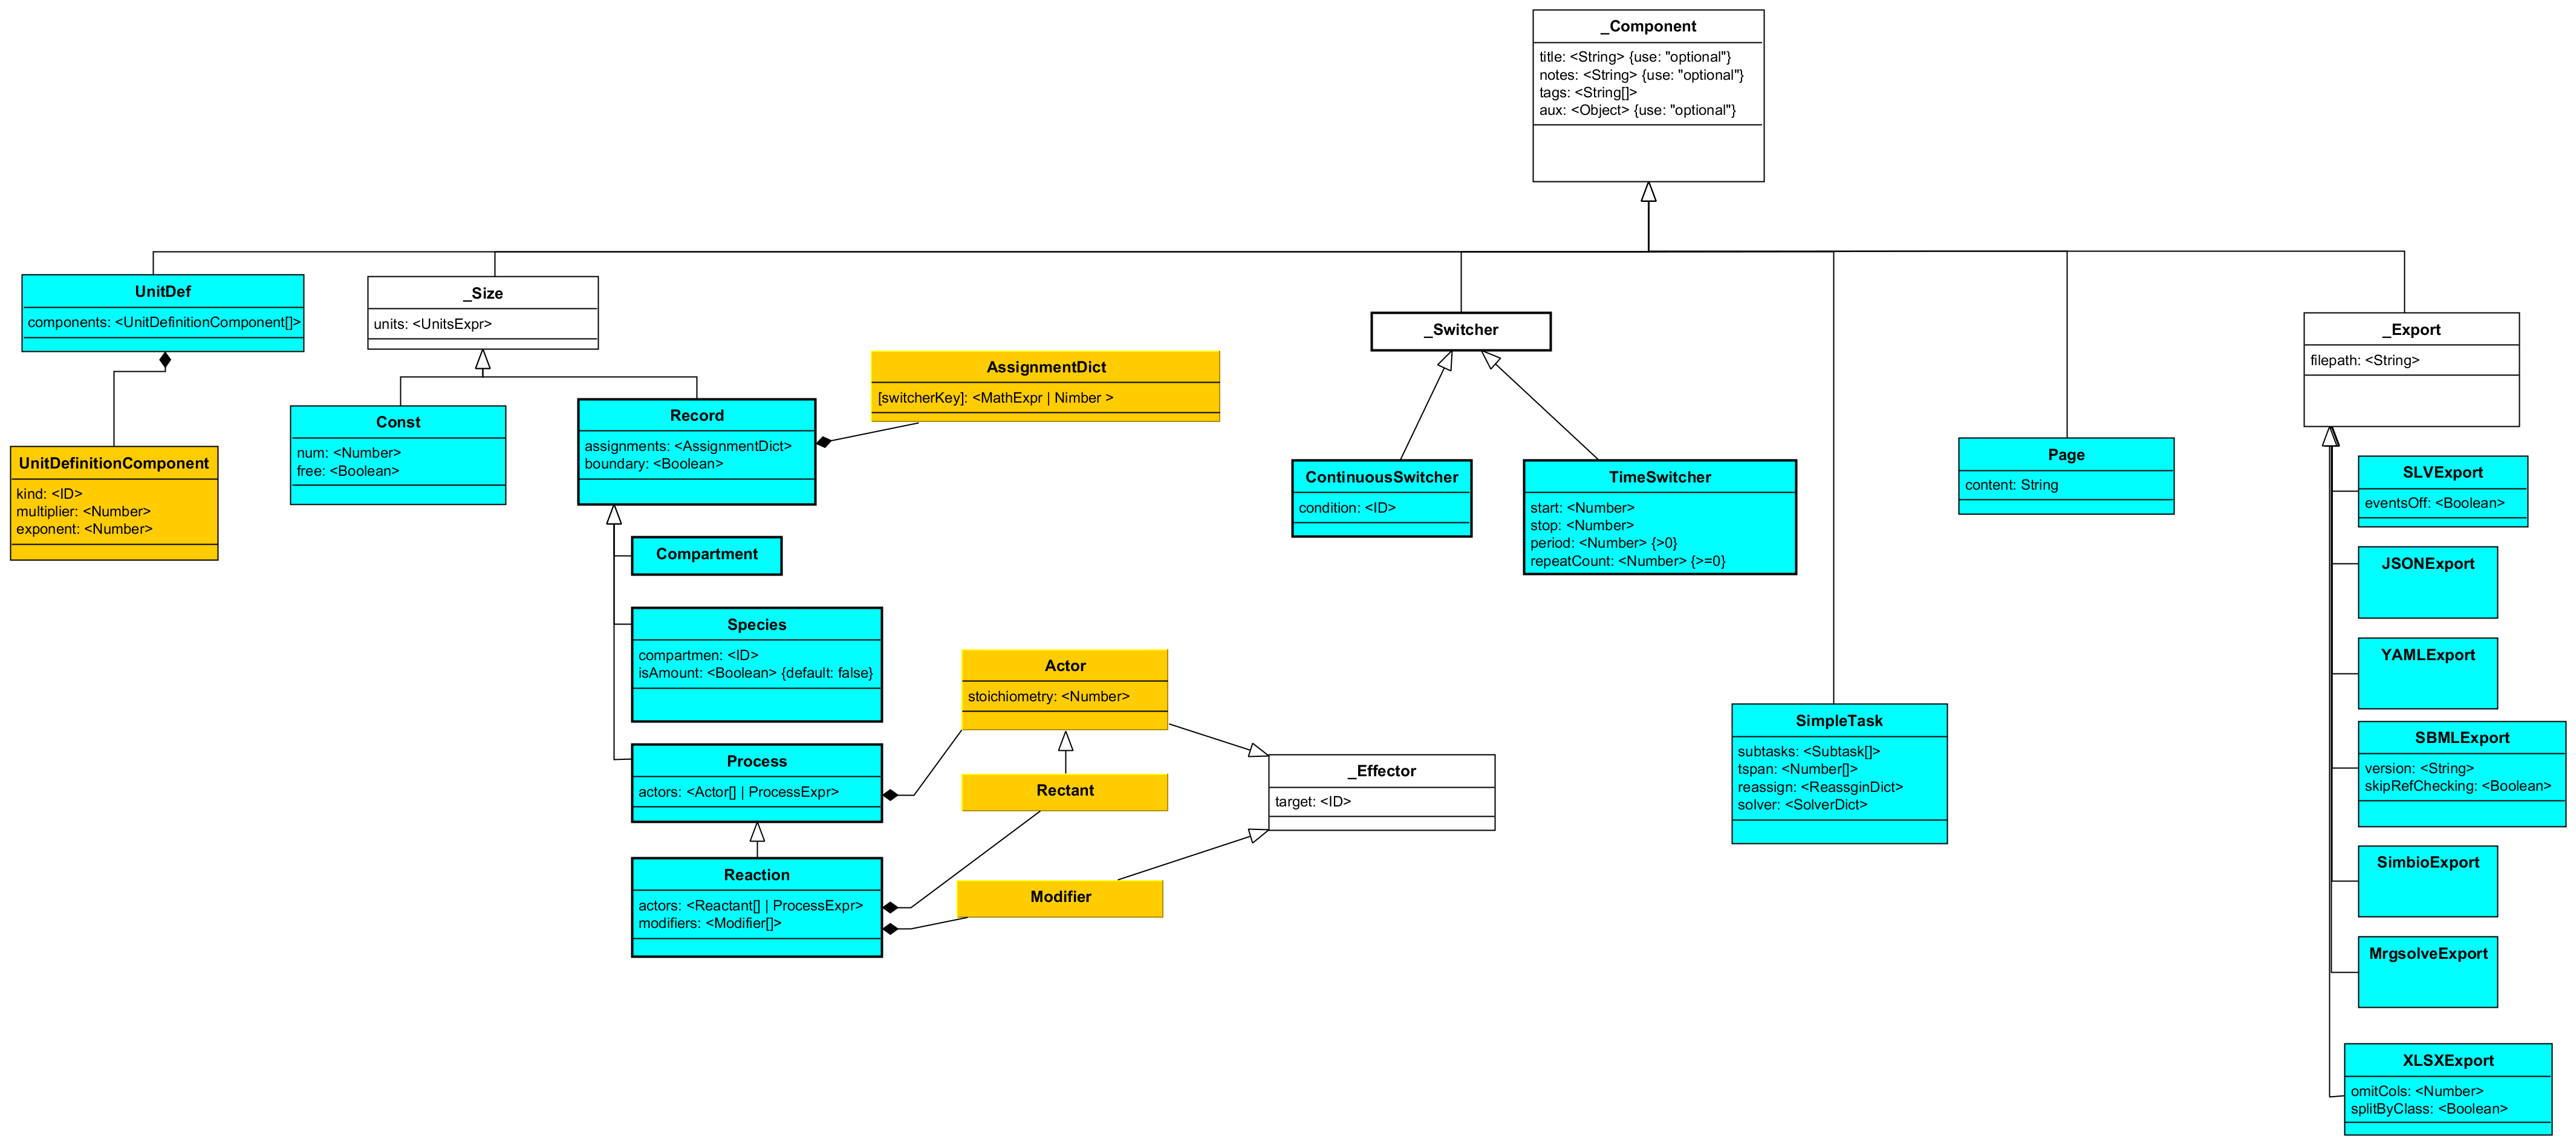 _Component
title: <String> {use: "optional"}
notes: <String> {use: "optional"}
tags: <String[]>
aux: <Object> {use: "optional"}
UnitDef
components: <UnitDefinitionComponent[]>
_Size
units: <UnitsExpr>
_Switcher
_Export
filepath: <String>
AssignmentDict
[switcherKey]: <MathExpr | Nimber >
Const
num: <Number>
free: <Boolean>
Record
assignments: <AssignmentDict>
boundary: <Boolean>
UnitDefinitionComponent
kind: <ID>
multiplier: <Number>
exponent: <Number>
ContinuousSwitcher
condition: <ID>
TimeSwitcher
start: <Number>
stop: <Number>
period: <Number> {>0}
repeatCount: <Number> {>=0}
Page
content: String
SLVExport
eventsOff: <Boolean>
Compartment
JSONExport
Species
compartmen: <ID>
isAmount: <Boolean> {default: false}
Actor
stoichiometry: <Number>
YAMLExport
SimpleTask
subtasks: <Subtask[]>
tspan: <Number[]>
reassign: <ReassginDict>
solver: <SolverDict>
SBMLExport
version: <String>
skipRefChecking: <Boolean>
Process
actors: <Actor[] | ProcessExpr>
Rectant
_Effector
target: <ID>
Reaction
actors: <Reactant[] | ProcessExpr>
modifiers: <Modifier[]>
Modifier
SimbioExport
MrgsolveExport
XLSXExport
omitCols: <Number>
splitByClass: <Boolean>